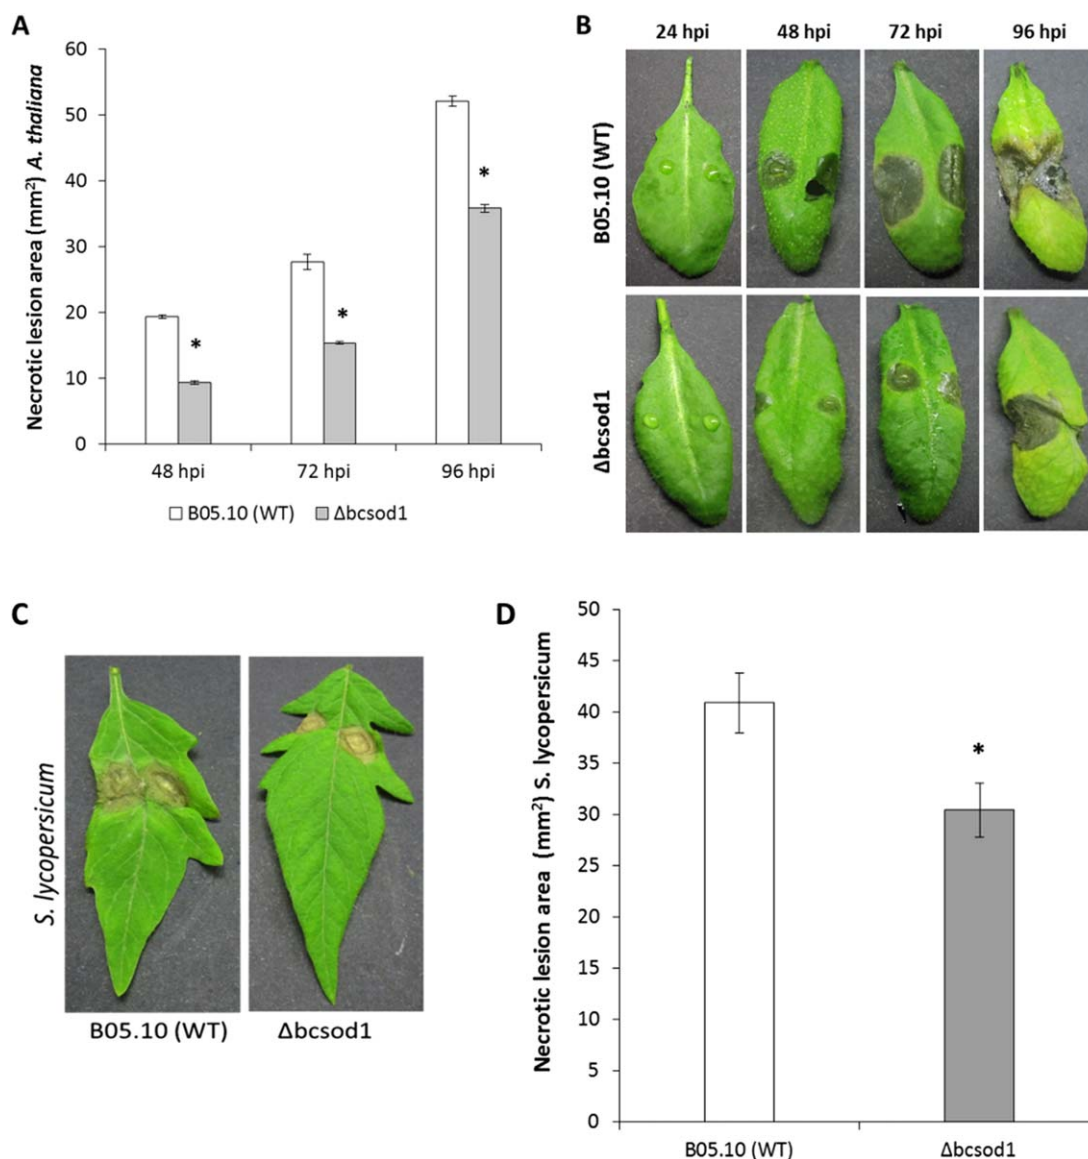 A
Necrotic lesion area (mm²) A. thaliana
60
50
40
30
20
10
0
48 hpi
72 hpi
96 hpi
B05.10 (WT)
Δbcsod1
*
*
*
B
24 hpi
48 hpi
72 hpi
96 hpi
B05.10 (WT)
Δbcsod1
C
S. lycopersicum
B05.10 (WT)
Δbcsod1
D
Necrotic lesion area (mm²) S. lycopersicum
50
45
40
35
30
25
20
15
10
5
0
*
B05.10 (WT)
Δbcsod1